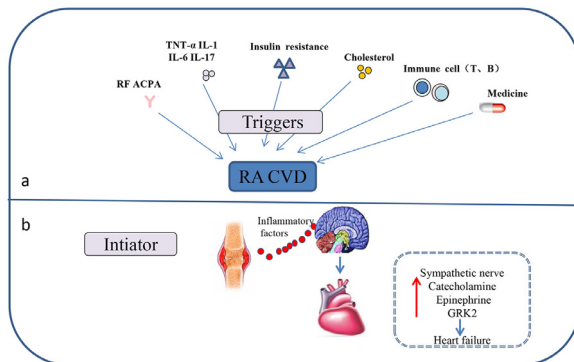 TNT-α IL-1
IL-6 IL-17
Insulin resistance
Cholesterol
Immune cell（T、B）
RF ACPA
Medicine
Triggers
RA CVD
a
b
Intiator
Inflammatory
factors
Sympathetic nerve
Catecholamine
Epinephrine
GRK2
Heart failure